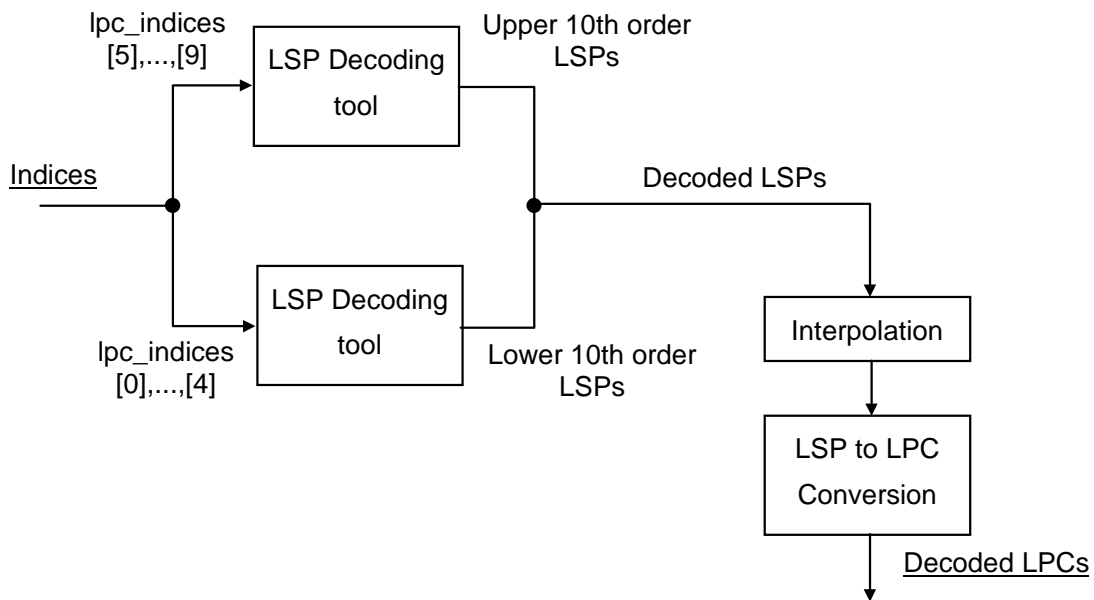 lpc_indices
[5],...,[9]
LSP Decoding
tool
Upper 10th order
LSPs
Indices
Decoded LSPs
LSP Decoding
tool
lpc_indices
[0],...,[4]
Lower 10th order
LSPs
Interpolation
LSP to LPC
Conversion
Decoded LPCs